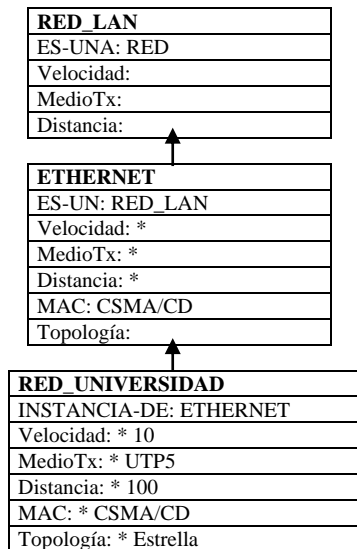 RED_LAN
ES-UNA: RED
Velocidad:
MedioTx:
Distancia:
ETHERNET
ES-UN: RED_LAN
Velocidad: *
MedioTx: *
Distancia: *
MAC: CSMA/CD
Topología:
RED_UNIVERSIDAD
INSTANCIA-DE: ETHERNET
Velocidad: * 10
MedioTx: * UTP5
Distancia: * 100
MAC: * CSMA/CD
Topología: * Estrella